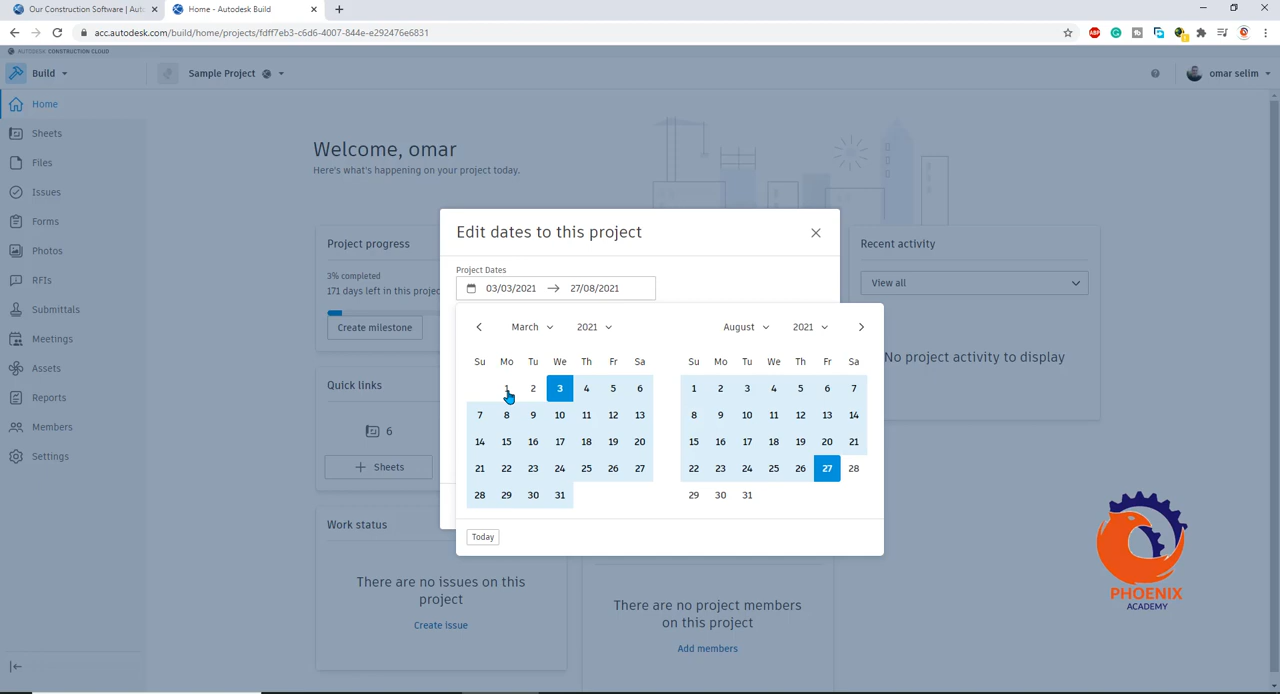 Our Construction Software | Aut
Home - Autodesk Build
acc.autodesk.com/build/home/projects/fdff7eb3-c6d6-4007-844e-e292476e6831
ABP
AUTODESK CONSTRUCTION CLOUD
Build
Sample Project
omar selim
Home
Sheets
Files
Issues
Forms
Photos
RFIs
Submittals
Meetings
Assets
Reports
Members
Settings
Welcome, omar
Here's what's happening on your project today.
Project progress
3% completed
171 days left in this projec
Create milestone
Quick links
6
+ Sheets
Work status
There are no issues on this
project
Create issue
Edit dates to this project
Project Dates
03/03/2021 → 27/08/2021
March 2021
Su Mo Tu We Th Fr Sa
1 2 3 4 5 6
7 8 9 10 11 12 13
14 15 16 17 18 19 20
21 22 23 24 25 26 27
28 29 30 31
August 2021
Su Mo Tu We Th Fr Sa
1 2 3 4 5 6 7
8 9 10 11 12 13 14
15 16 17 18 19 20 21
22 23 24 25 26 27 28
29 30 31
Today
There are no project members
on this project
Add members
Recent activity
View all
No project activity to display
PHOENIX
ACADEMY